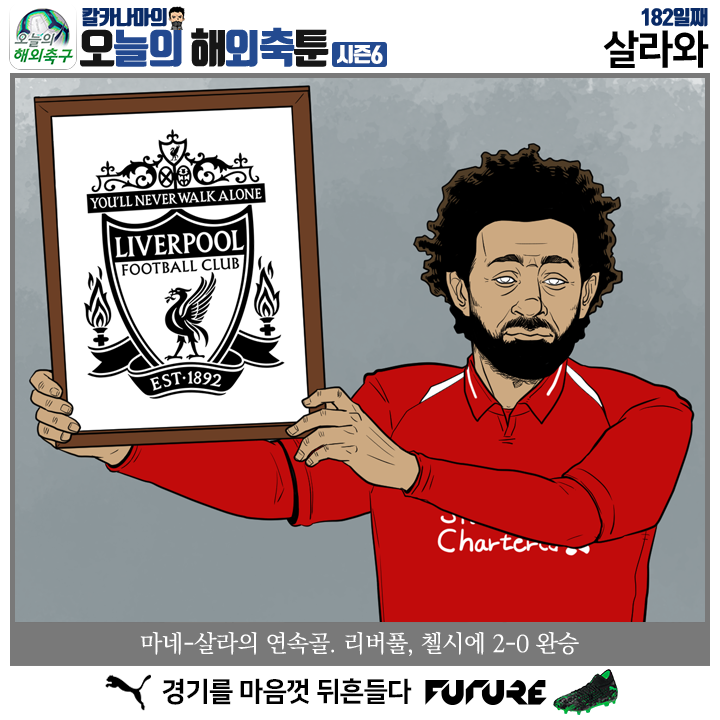 오늘의
해외축구
칼카나마의
오늘의 해외축툰 시즌6
182일째
살라와
YOU'LL NEVER WALK ALONE
LIVERPOOL
FOOTBALL CLUB
EST·1892
Chartered
마네-살라의 연속골. 리버풀, 첼시에 2-0 완승
경기를 마음껏 뒤흔들다 FUTURE